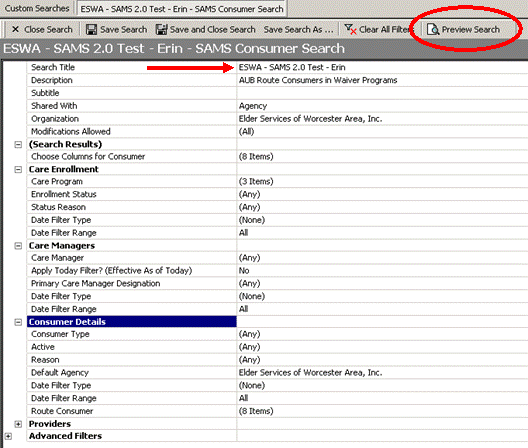 Custom Searches ESWA - SAMS 2.0 Test - Erin - SAMS Consumer Search
Close Search Save Search Save and Close Search Save Search As ... Clear All Filter Preview Search
ESWA - SAMS 2.0 Test - Erin - SAMS Consumer Search
Search Title ESWA - SAMS 2.0 Test - Erin
Description AUB Route Consumers in Waiver Programs
Subtitle
Shared With Agency
Organization Elder Services of Worcester Area, Inc.
Modifications Allowed (All)
(Search Results)
Choose Columns for Consumer (8 Items)
Care Enrollment
Care Program (3 Items)
Enrollment Status (Any)
Status Reason (Any)
Date Filter Type (None)
Date Filter Range All
Care Managers
Care Manager (Any)
Apply Today Filter? (Effective As of Today) No
Primary Care Manager Designation (Any)
Date Filter Type (None)
Date Filter Range All
Consumer Details
Consumer Type (Any)
Active (Any)
Reason (Any)
Default Agency Elder Services of Worcester Area, Inc.
Date Filter Type (None)
Date Filter Range All
Route Consumer (8 Items)
Providers
Advanced Filters